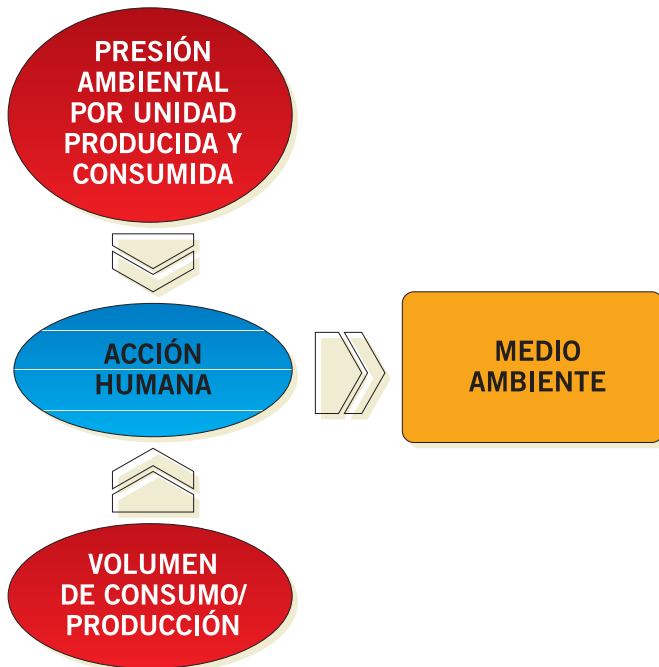 PRESIÓN
AMBIENTAL
POR UNIDAD
PRODUCIDA Y
CONSUMIDA
ACCIÓN
HUMANA
MEDIO
AMBIENTE
VOLUMEN
DE CONSUMO/
PRODUCCIÓN